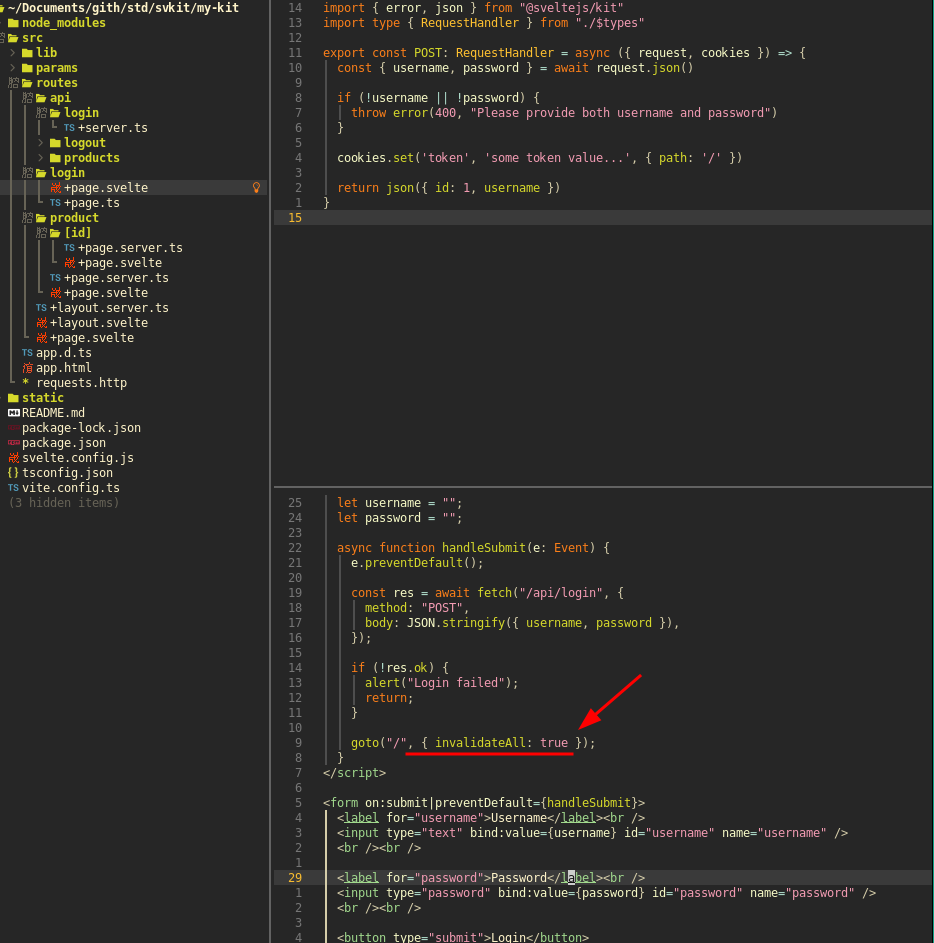 ~/Documents/gith/std/svkit/my-kit
node_modules
src
lib
params
routes
api
login
TS +server.ts
logout
products
login
+page.svelte
TS +page.ts
product
[id]
TS +page.server.ts
+page.svelte
TS +page.server.ts
+page.svelte
TS +layout.server.ts
+layout.svelte
+page.svelte
TS app.d.ts
app.html
* requests.http
static
README.md
package-lock.json
package.json
svelte.config.js
{} tsconfig.json
TS vite.config.ts
(3 hidden items)
14 import { error, json } from "@sveltejs/kit"
13 import type { RequestHandler } from "./$types"
12
11 export const POST: RequestHandler = async ({ request, cookies }) => {
10 const { username, password } = await request.json()
9
8 if (!username || !password) {
7 throw error(400, "Please provide both username and password")
6 }
5
4 cookies.set('token', 'some token value...', { path: '/' })
3
2 return json({ id: 1, username })
1 }
15
25 let username = "";
24 let password = "";
23
22 async function handleSubmit(e: Event) {
21 e.preventDefault();
20
19 const res = await fetch("/api/login", {
18 method: "POST",
17 body: JSON.stringify({ username, password }),
16 });
15
14 if (!res.ok) {
13 alert("Login failed");
12 return;
11 }
10
9 goto("/", { invalidateAll: true });
8 }
7 </script>
6
5 <form on:submit|preventDefault={handleSubmit}>
4 <label for="username">Username</label><br />
3 <input type="text" bind:value={username} id="username" name="username" />
2 <br /><br />
1
29 <label for="password">Password</label><br />
1 <input type="password" bind:value={password} id="password" name="password" />
2 <br /><br />
3
4 <button type="submit">Login</button>